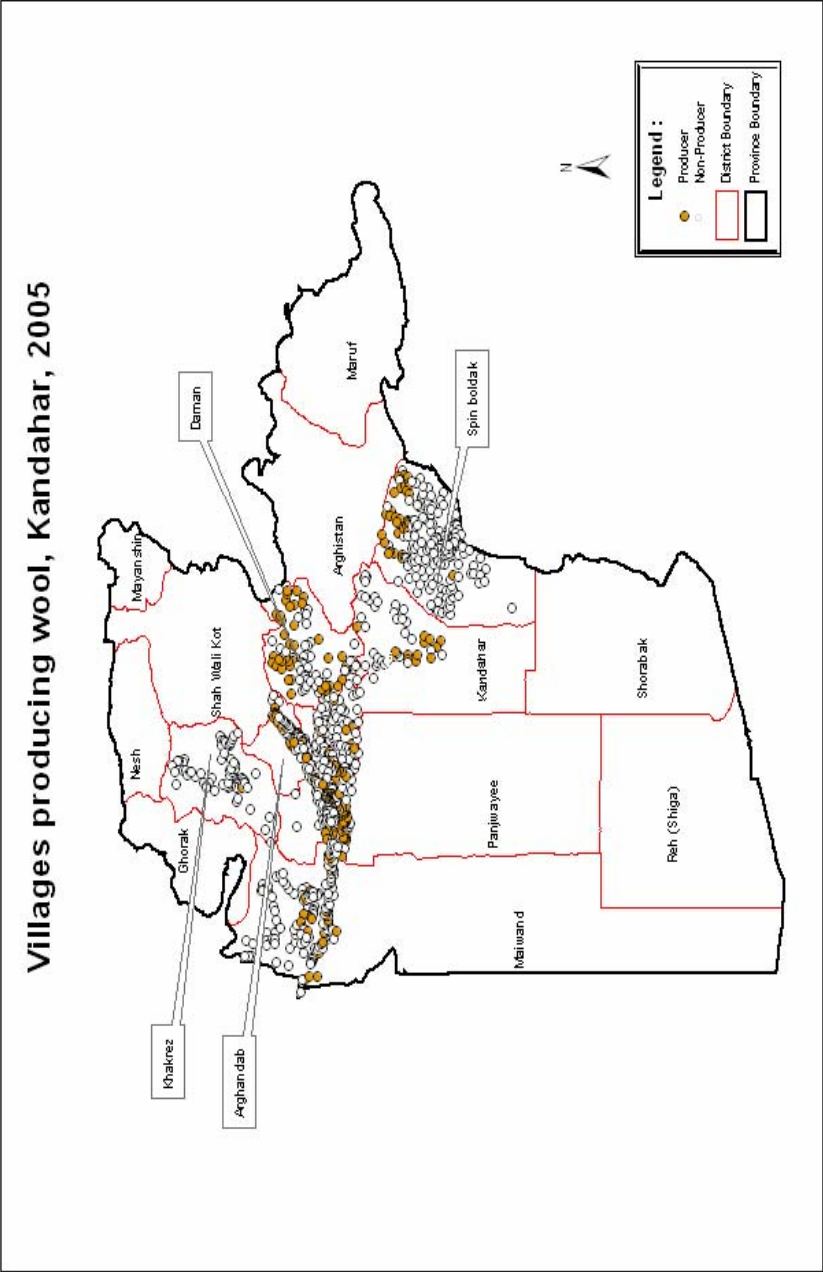 Villages producing wool, Kandahar, 2005
Mayanshin
Nesh
Shah Wali Kot
Ghorak
Daman
Khakrez
Arghandab
Maruf
Arghistan
Spin boldak
Kandahar
Panjwayee
Maiwand
Shorabak
Reh (Shiga)
N
Legend :
Producer
Non-Producer
District Boundary
Province Boundary